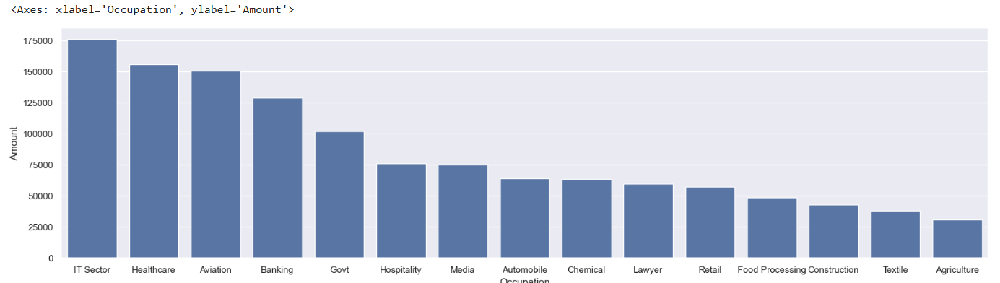 <Axes: xlabel='Occupation', ylabel='Amount'>
175000
150000
125000
100000
75000
50000
25000
0
Amount
IT Sector Healthcare Aviation Banking Govt Hospitality Media Automobile Chemical Lawyer Retail Food Processing Construction Textile Agriculture
Occupation